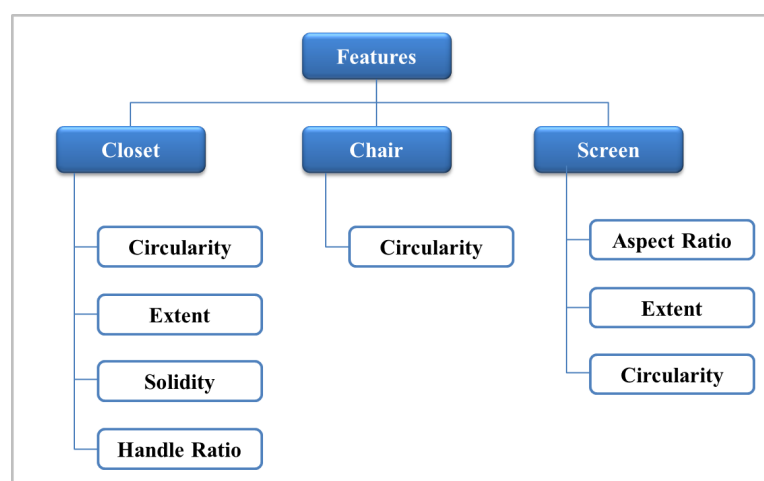 Features
Closet
Chair
Screen
Circularity
Extent
Solidity
Handle Ratio
Circularity
Aspect Ratio
Extent
Circularity